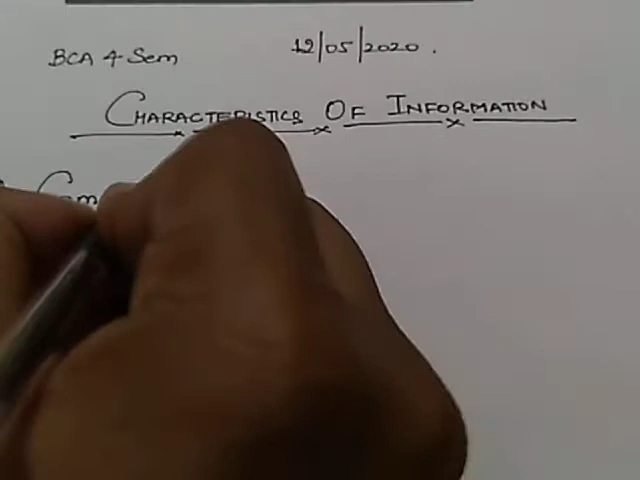 BCA 4 Sem 12/05/2020.
CHARACTERISTICS OF INFORMATION